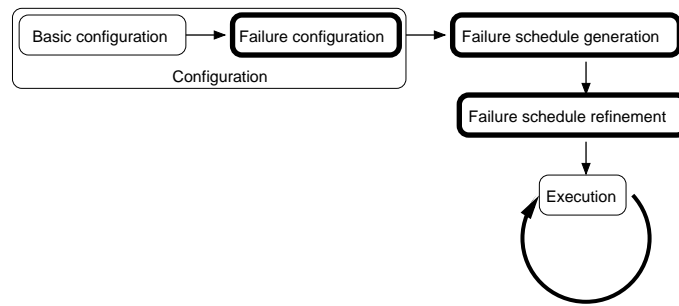 Basic configuration
Failure configuration
Failure schedule generation
Configuration
Failure schedule refinement
Execution